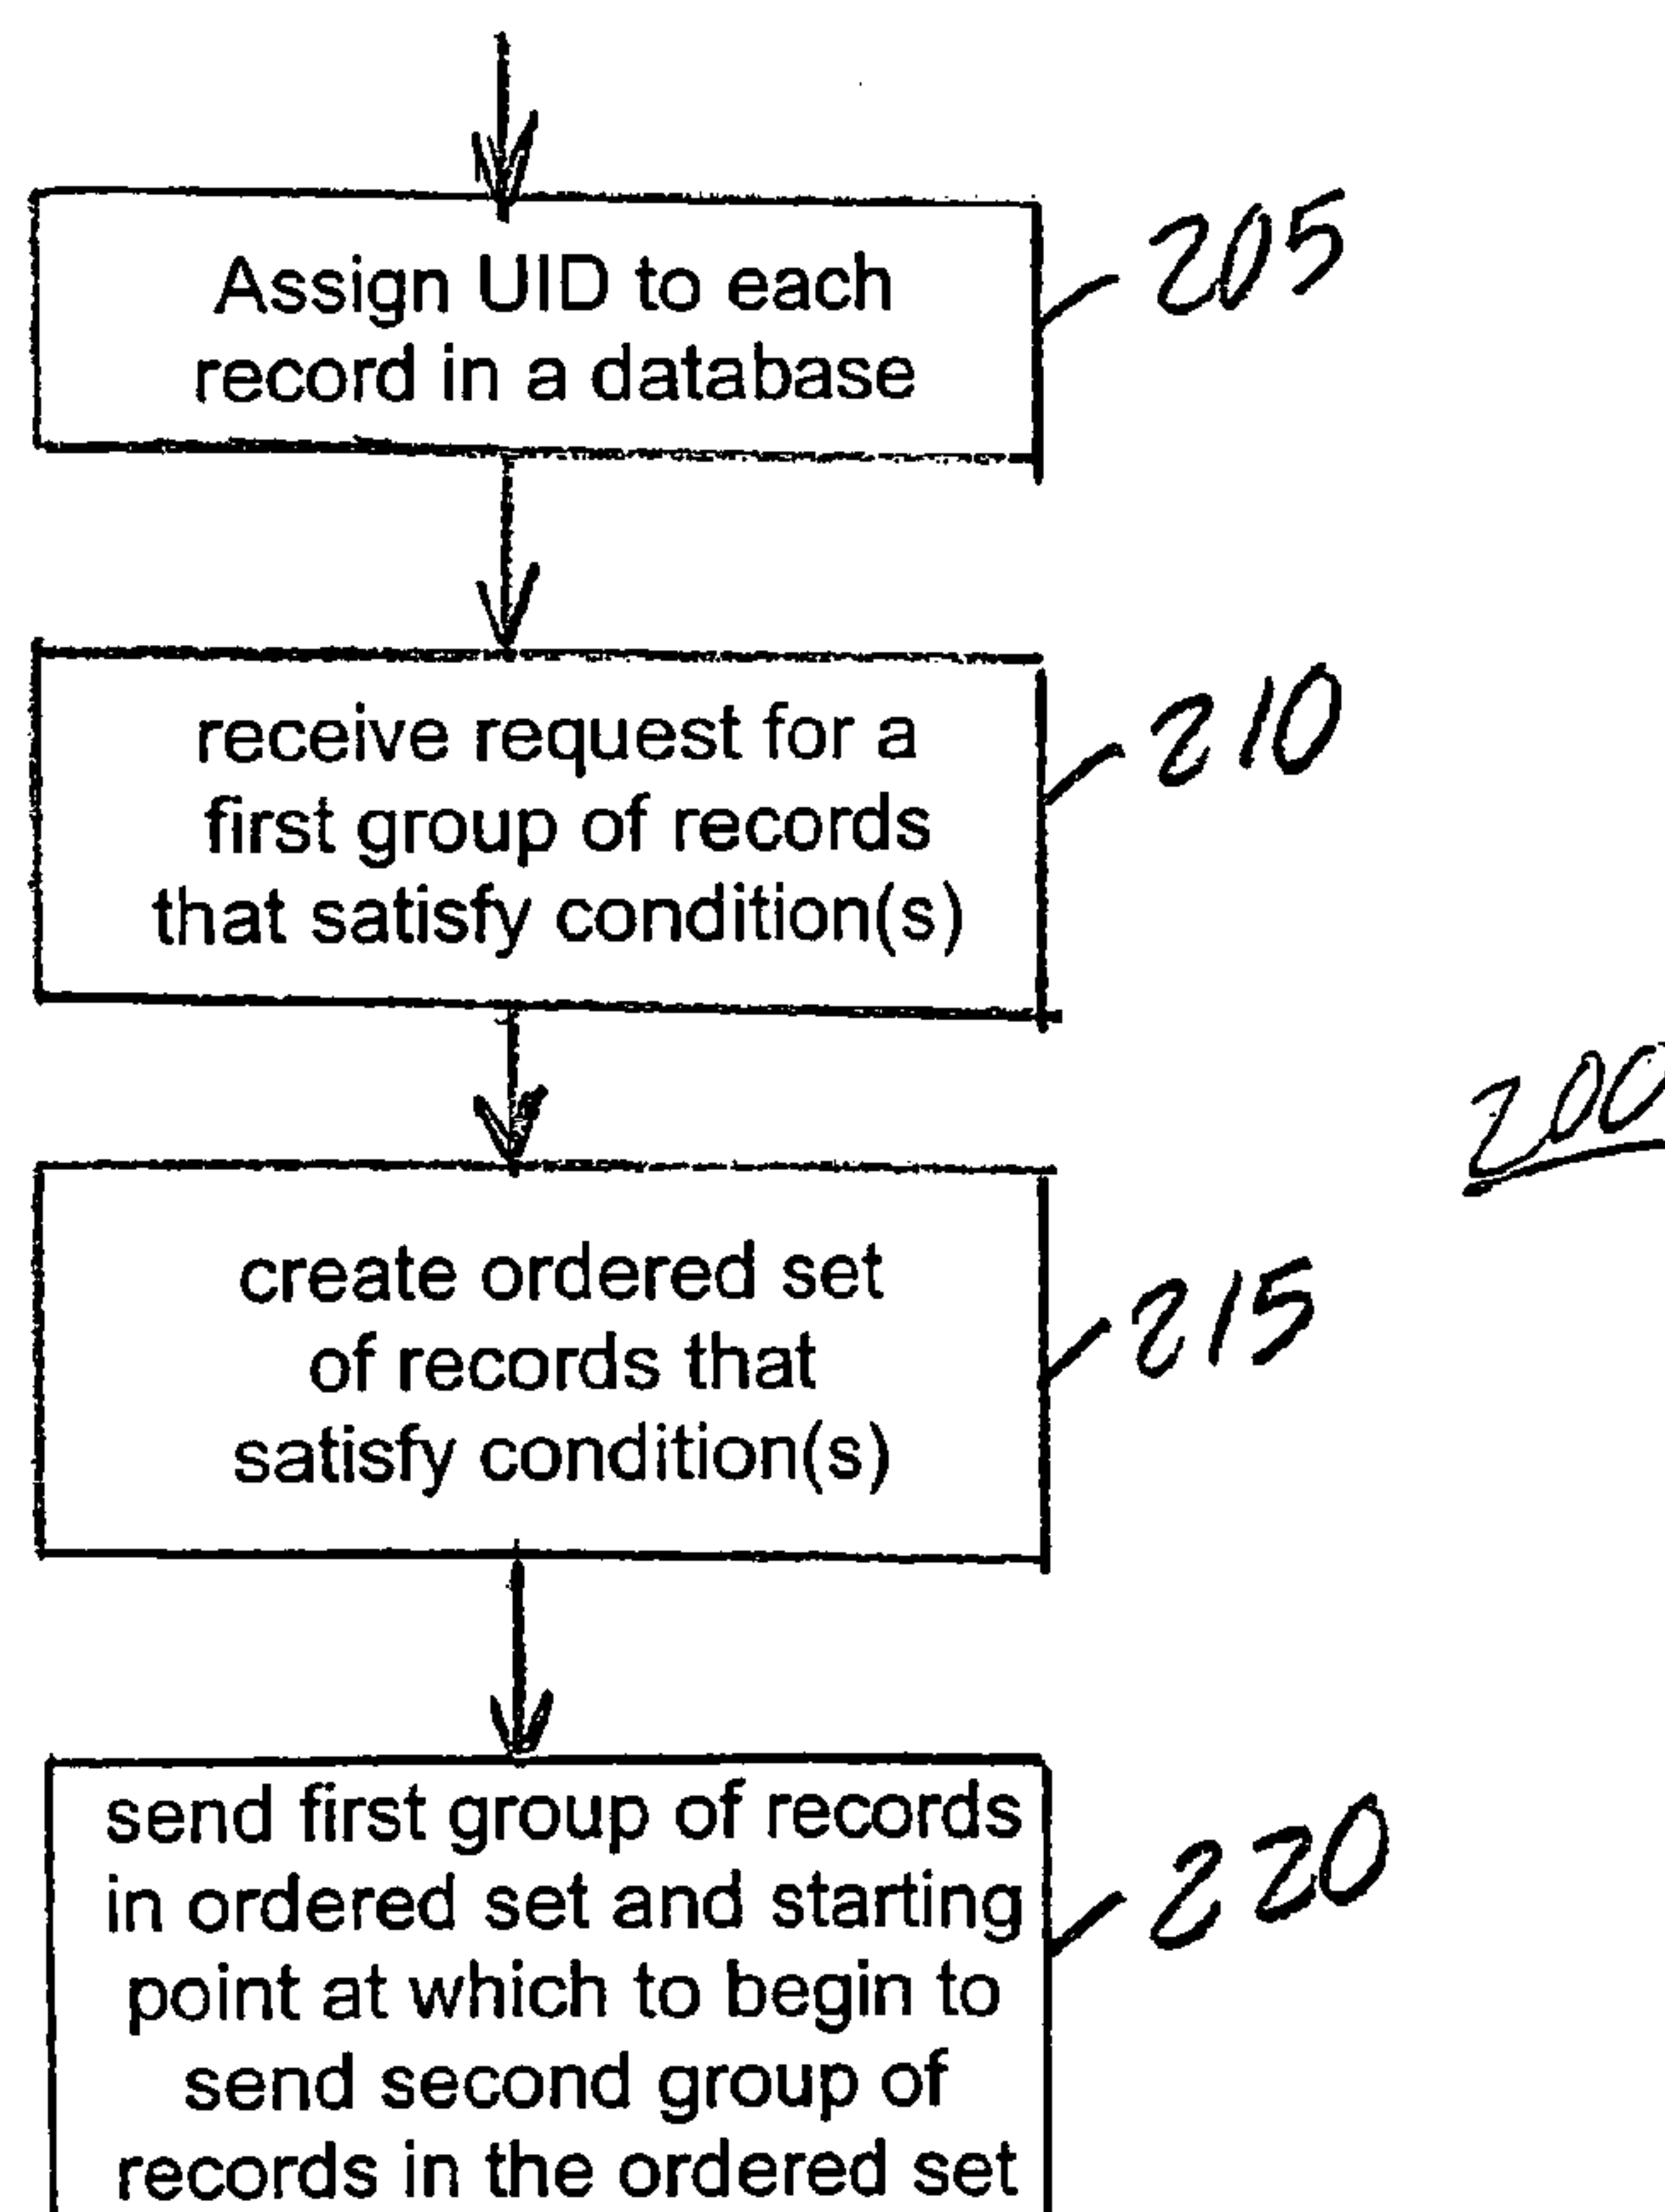 Assign UID to each
record in a database
205
receive request for a
first group of records
that satisfy condition(s)
210
200
create ordered set
of records that
satisfy condition(s)
215
send first group of records
in ordered set and starting
point at which to begin to
send second group of
records in the ordered set
220